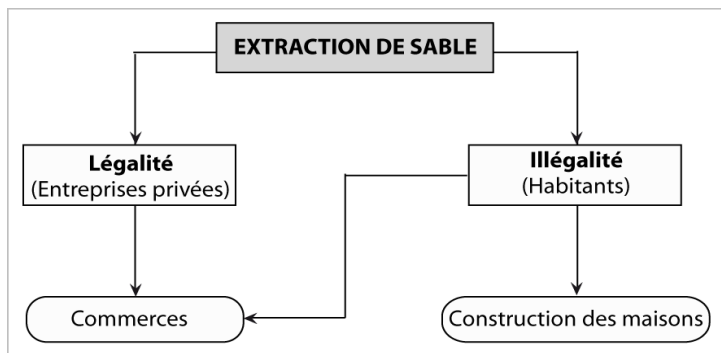 EXTRACTION DE SABLE
Légalité
(Entreprises privées)
Illégalité
(Habitants)
Commerces
Construction des maisons